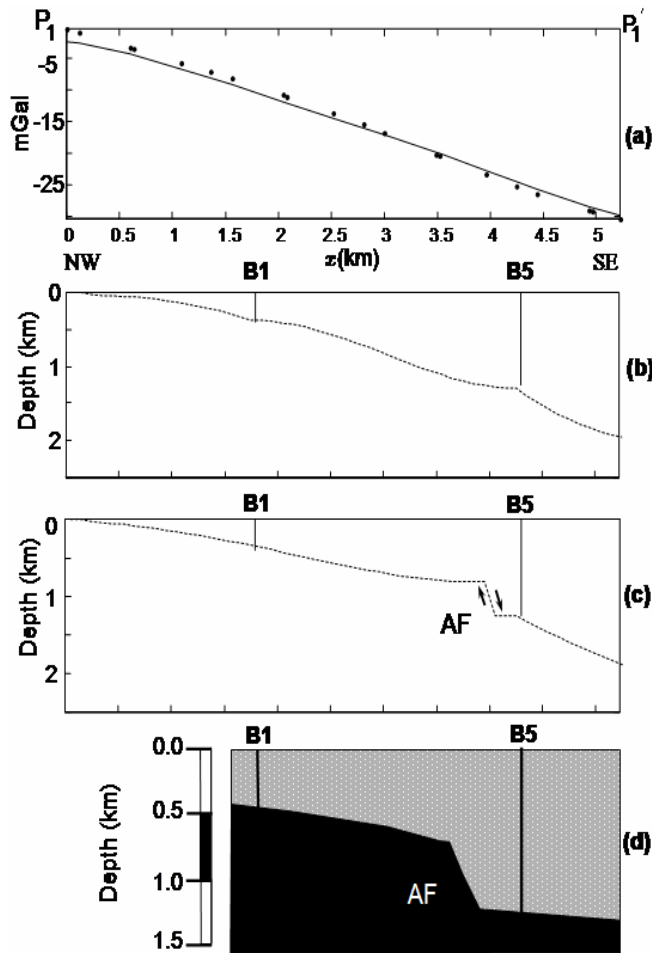 P₁ P₁′
1
-5
-15
-25
mGal
(a)
0 0.5 1 1.5 2 2.5 3 3.5 4 4.5 5
NW x(km) SE
B1 B5
0
1
2
Depth (km)
(b)
B1 B5
0
1
2
Depth (km)
AF
(c)
B1 B5
0.0
0.5
1.0
1.5
Depth (km)
AF
(d)